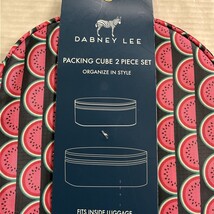 DABNEY LEE
PACKING CUBE 2 PIECE SET
ORGANIZE IN STYLE
FITS INSIDE LUGGAGE